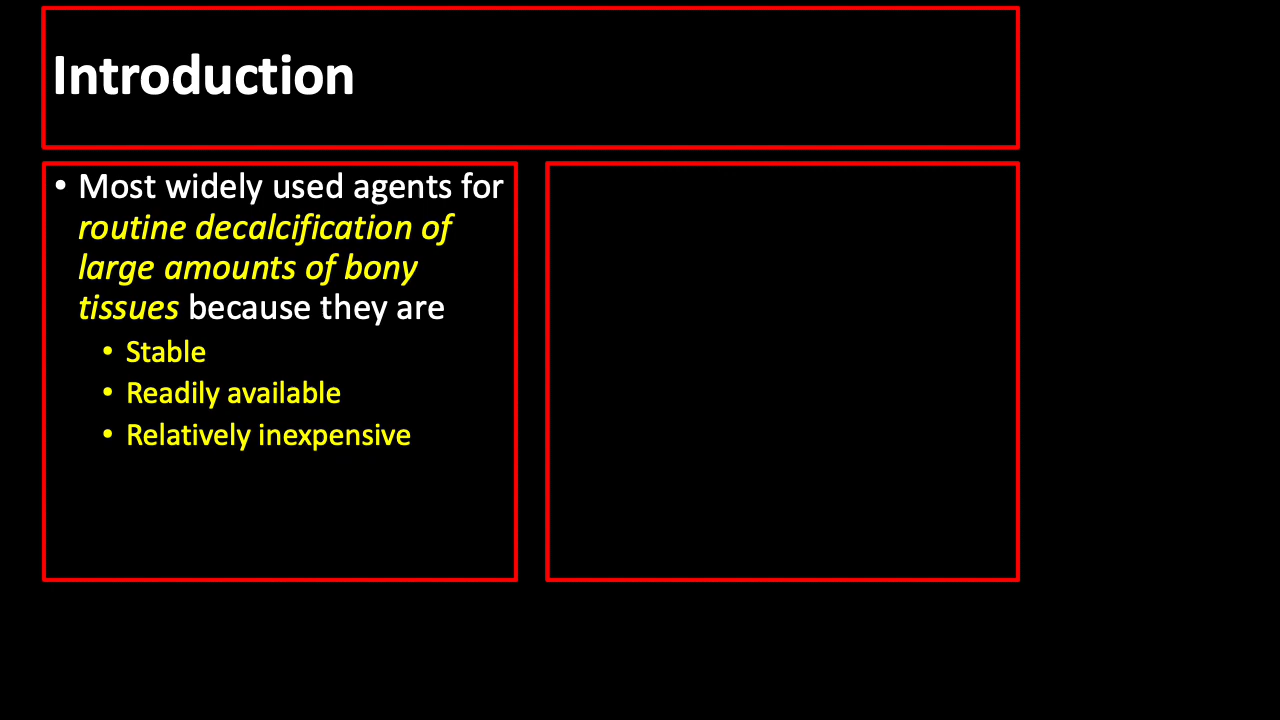 Introduction
• Most widely used agents for
routine decalcification of
large amounts of bony
tissues because they are
• Stable
• Readily available
• Relatively inexpensive